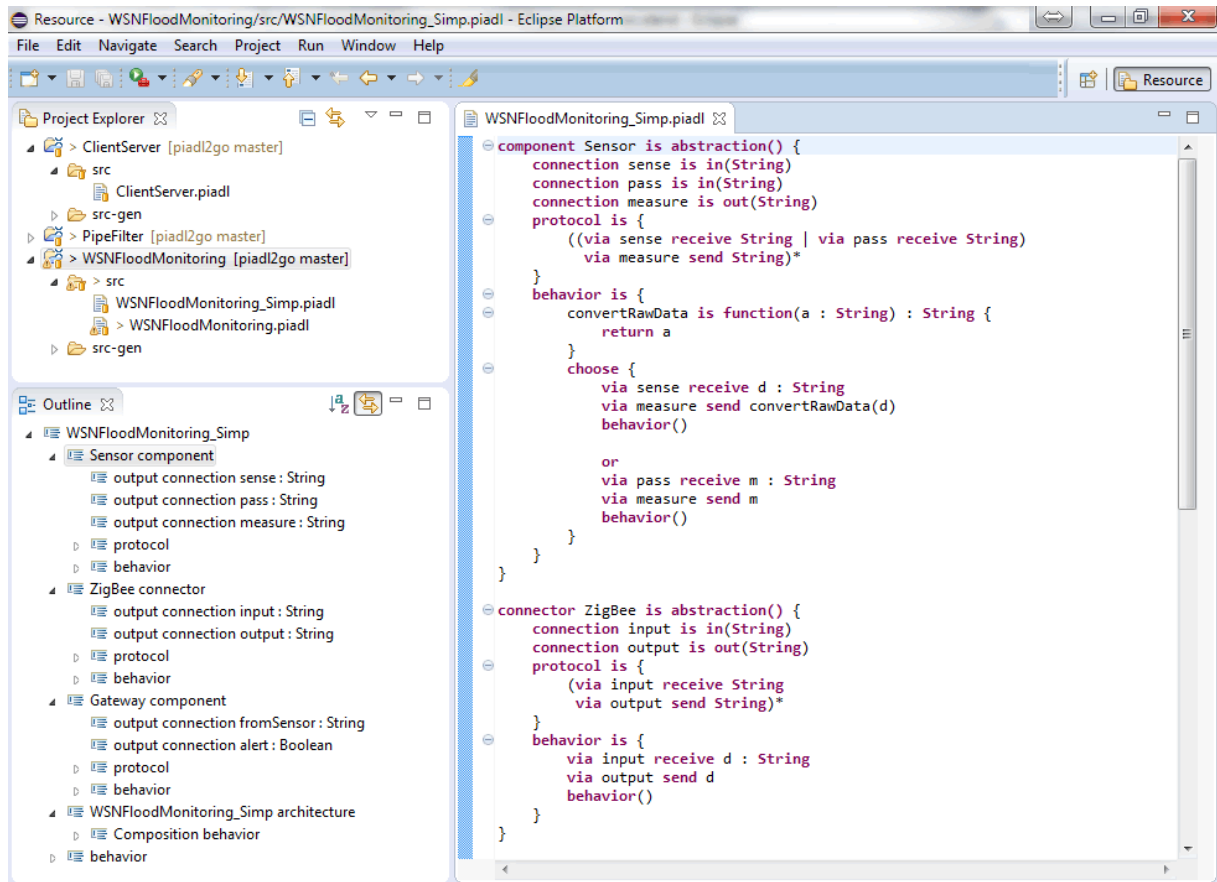 Resource - WSNFloodMonitoring/src/WSNFloodMonitoring_Simp.piadl - Eclipse Platform
File Edit Navigate Search Project Run Window Help
Resource
Project Explorer
> ClientServer [piadl2go master]
src
ClientServer.piadl
src-gen
> PipeFilter [piadl2go master]
> WSNFloodMonitoring [piadl2go master]
> src
WSNFloodMonitoring_Simp.piadl
> WSNFloodMonitoring.piadl
src-gen
Outline
WSNFloodMonitoring_Simp
Sensor component
output connection sense : String
output connection pass : String
output connection measure : String
protocol
behavior
ZigBee connector
output connection input : String
output connection output : String
protocol
behavior
Gateway component
output connection fromSensor : String
output connection alert : Boolean
protocol
behavior
WSNFloodMonitoring_Simp architecture
Composition behavior
behavior
WSNFloodMonitoring_Simp.piadl
component Sensor is abstraction() {
connection sense is in(String)
connection pass is in(String)
connection measure is out(String)
protocol is {
((via sense receive String | via pass receive String)
via measure send String)*
}
behavior is {
convertRawData is function(a : String) : String {
return a
}
choose {
via sense receive d : String
via measure send convertRawData(d)
behavior()
or
via pass receive m : String
via measure send m
behavior()
}
}
}
connector ZigBee is abstraction() {
connection input is in(String)
connection output is out(String)
protocol is {
(via input receive String
via output send String)*
}
behavior is {
via input receive d : String
via output send d
behavior()
}
}